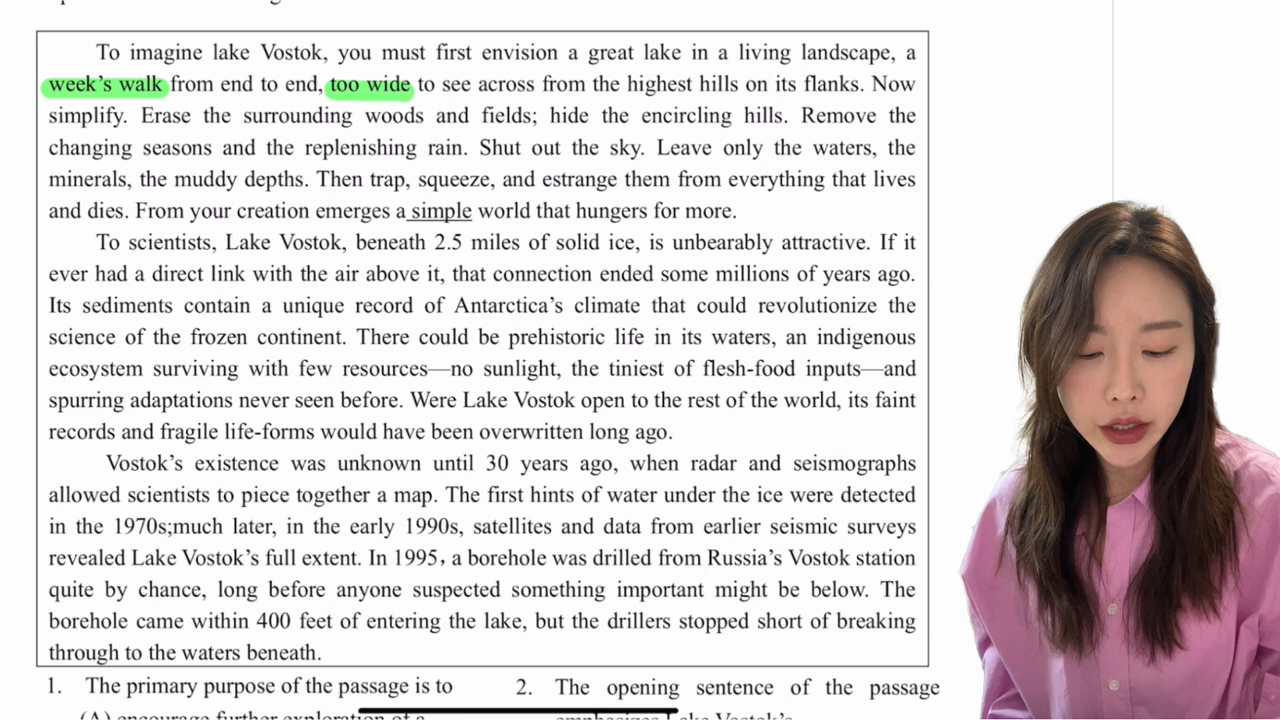 To imagine lake Vostok, you must first envision a great lake in a living landscape, a
week's walk from end to end, too wide to see across from the highest hills on its flanks. Now
simplify. Erase the surrounding woods and fields; hide the encircling hills. Remove the
changing seasons and the replenishing rain. Shut out the sky. Leave only the waters, the
minerals, the muddy depths. Then trap, squeeze, and estrange them from everything that lives
and dies. From your creation emerges a simple world that hungers for more.
To scientists, Lake Vostok, beneath 2.5 miles of solid ice, is unbearably attractive. If it
ever had a direct link with the air above it, that connection ended some millions of years ago.
Its sediments contain a unique record of Antarctica's climate that could revolutionize the
science of the frozen continent. There could be prehistoric life in its waters, an indigenous
ecosystem surviving with few resources—no sunlight, the tiniest of flesh-food inputs—and
spurring adaptations never seen before. Were Lake Vostok open to the rest of the world, its faint
records and fragile life-forms would have been overwritten long ago.
Vostok's existence was unknown until 30 years ago, when radar and seismographs
allowed scientists to piece together a map. The first hints of water under the ice were detected
in the 1970s;much later, in the early 1990s, satellites and data from earlier seismic surveys
revealed Lake Vostok's full extent. In 1995, a borehole was drilled from Russia's Vostok station
quite by chance, long before anyone suspected something important might be below. The
borehole came within 400 feet of entering the lake, but the drillers stopped short of breaking
through to the waters beneath.
1. The primary purpose of the passage is to
(A) encourage further exploration of a
2. The opening sentence of the passage
emphasizes Lake Vostok's